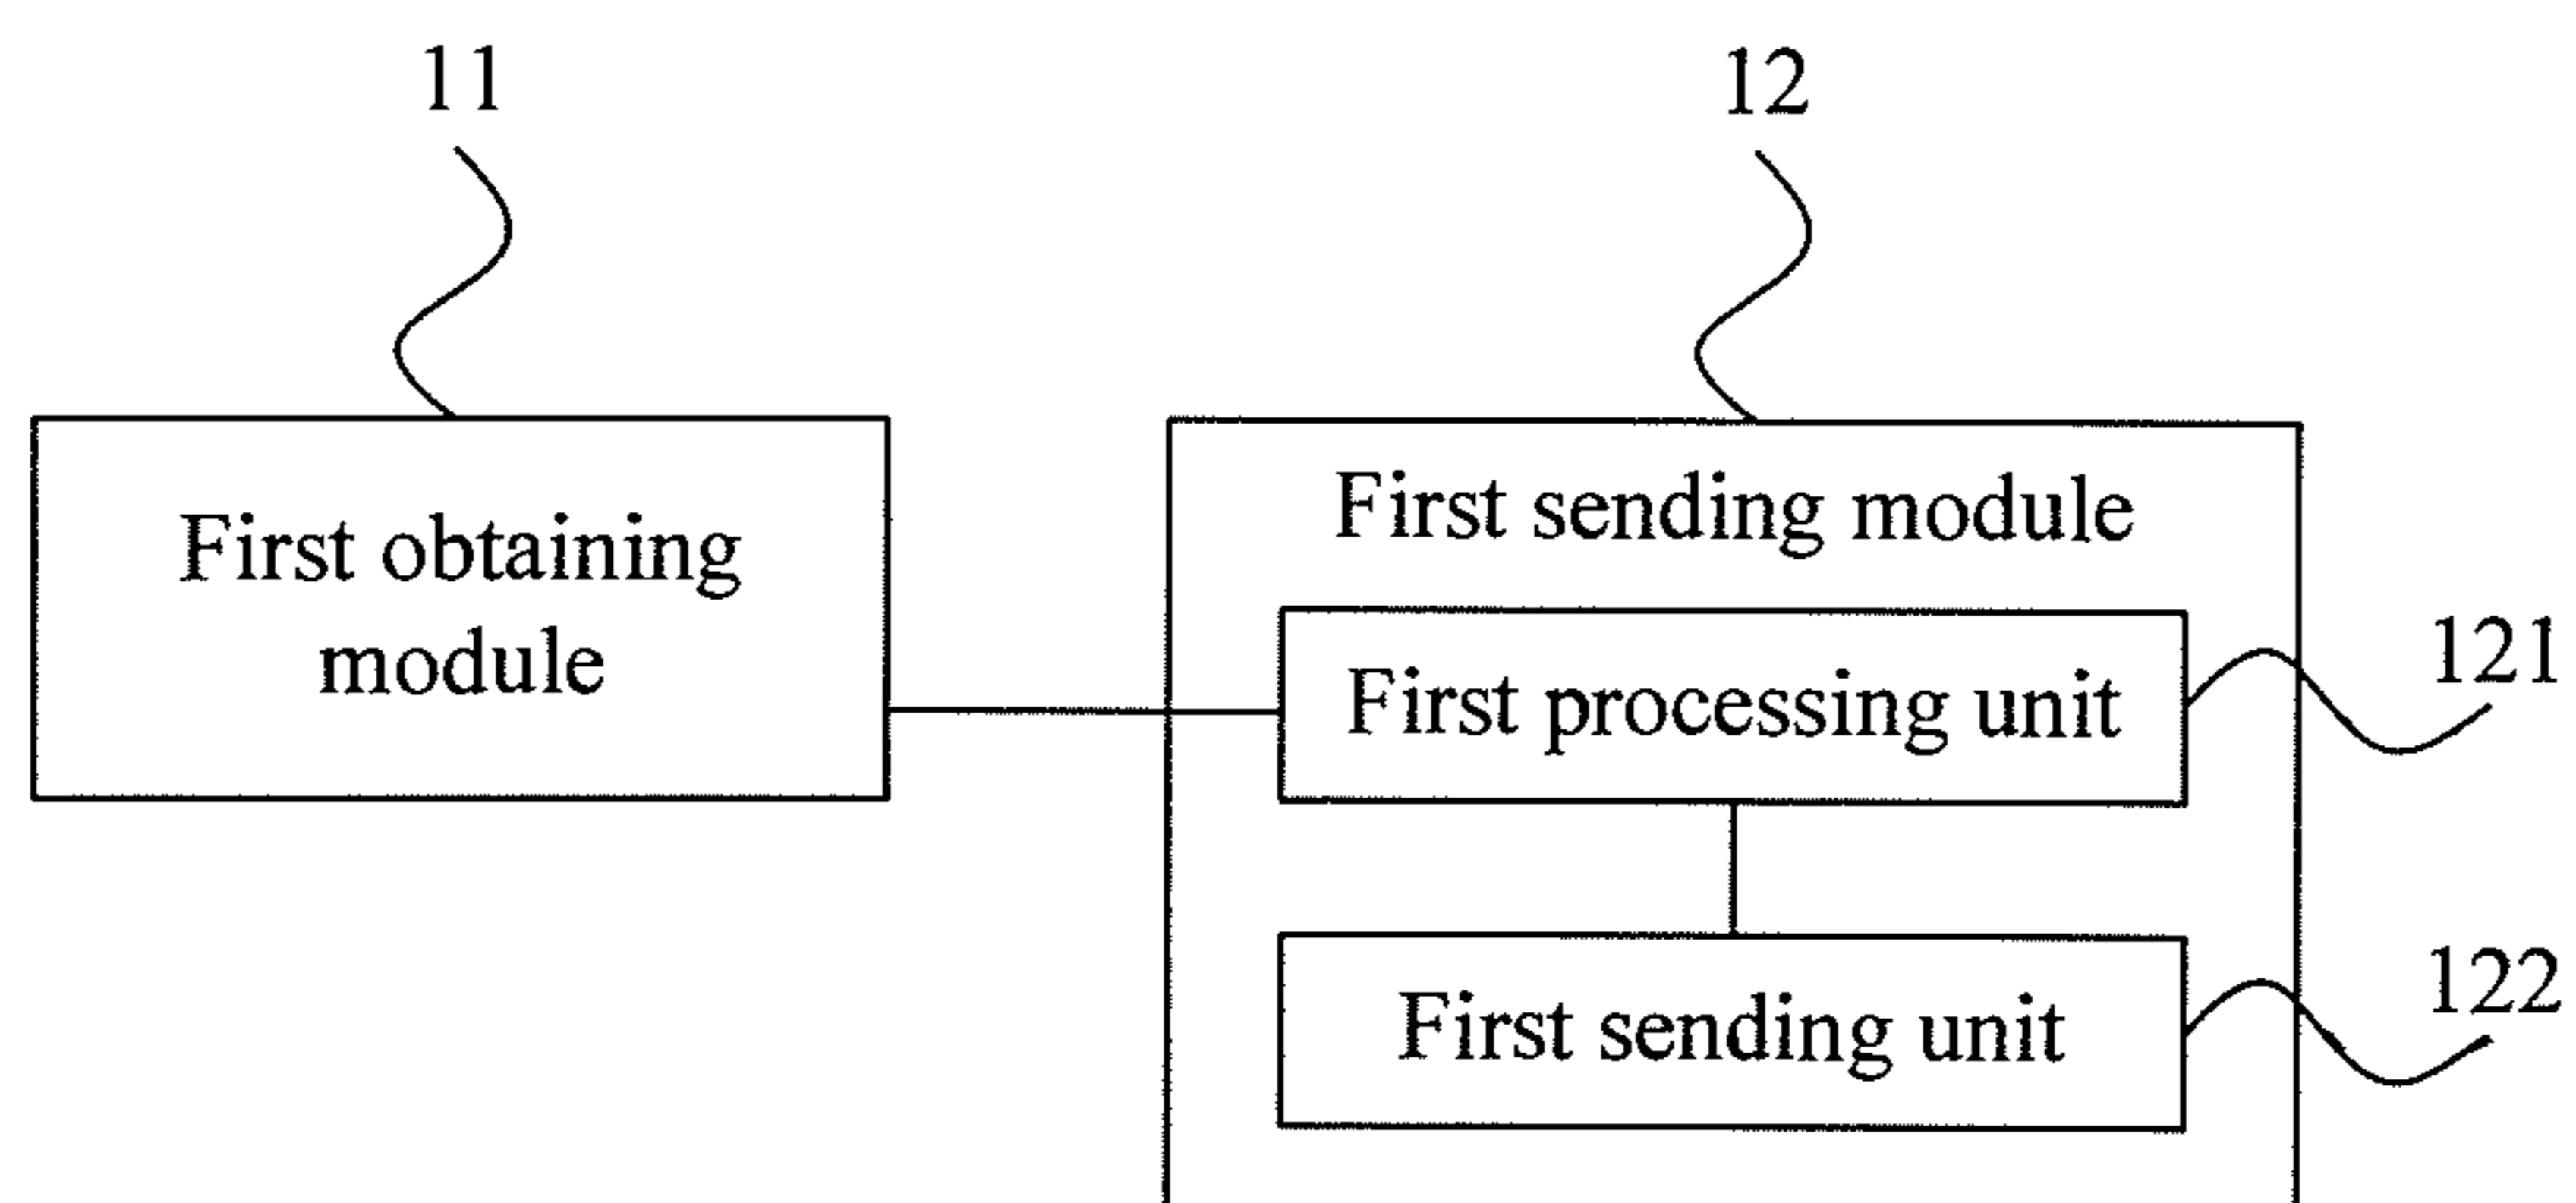 11
12
First obtaining
module
First sending module
First processing unit
121
First sending unit
122